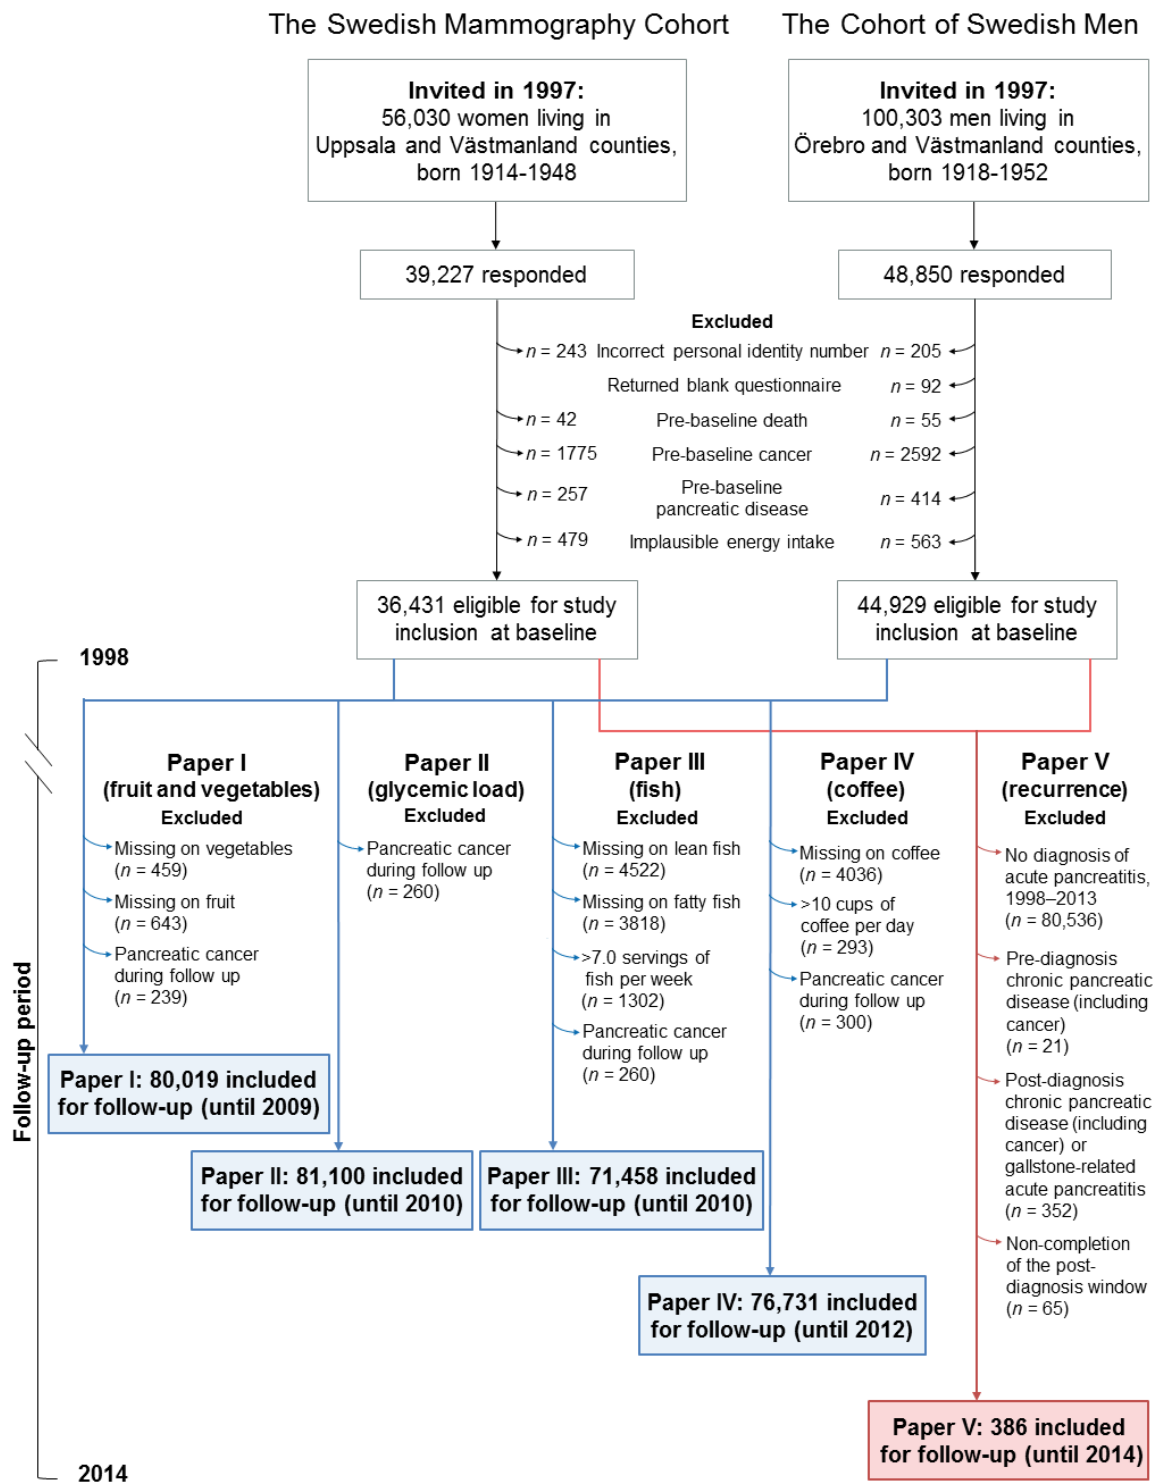 The Swedish Mammography Cohort
The Cohort of Swedish Men
Invited in 1997:
56,030 women living in
Uppsala and Västmanland counties,
born 1914-1948
Invited in 1997:
100,303 men living in
Örebro and Västmanland counties,
born 1918-1952
39,227 responded
48,850 responded
Excluded
n = 243 Incorrect personal identity number n = 205
Returned blank questionnaire n = 92
n = 42 Pre-baseline death n = 55
n = 1775 Pre-baseline cancer n = 2592
n = 257 Pre-baseline pancreatic disease n = 414
n = 479 Implausible energy intake n = 563
36,431 eligible for study
inclusion at baseline
44,929 eligible for study
inclusion at baseline
1998
Follow-up period
Paper I
(fruit and vegetables)
Excluded
Missing on vegetables
(n = 459)
Missing on fruit
(n = 643)
Pancreatic cancer
during follow up
(n = 239)
Paper I: 80,019 included
for follow-up (until 2009)
Paper II
(glycemic load)
Excluded
Pancreatic cancer
during follow up
(n = 260)
Paper II: 81,100 included
for follow-up (until 2010)
Paper III
(fish)
Excluded
Missing on lean fish
(n = 4522)
Missing on fatty fish
(n = 3818)
>7.0 servings of
fish per week
(n = 1302)
Pancreatic cancer
during follow up
(n = 260)
Paper III: 71,458 included
for follow-up (until 2010)
Paper IV
(coffee)
Excluded
Missing on coffee
(n = 4036)
>10 cups of
coffee per day
(n = 293)
Pancreatic cancer
during follow up
(n = 300)
Paper IV: 76,731 included
for follow-up (until 2012)
Paper V
(recurrence)
Excluded
No diagnosis of
acute pancreatitis,
1998–2013
(n = 80,536)
Pre-diagnosis
chronic pancreatic
disease (including
cancer)
(n = 21)
Post-diagnosis
chronic pancreatic
disease (including
cancer) or
gallstone-related
acute pancreatitis
(n = 352)
Non-completion
of the post-
diagnosis window
(n = 65)
Paper V: 386 included
for follow-up (until 2014)
2014